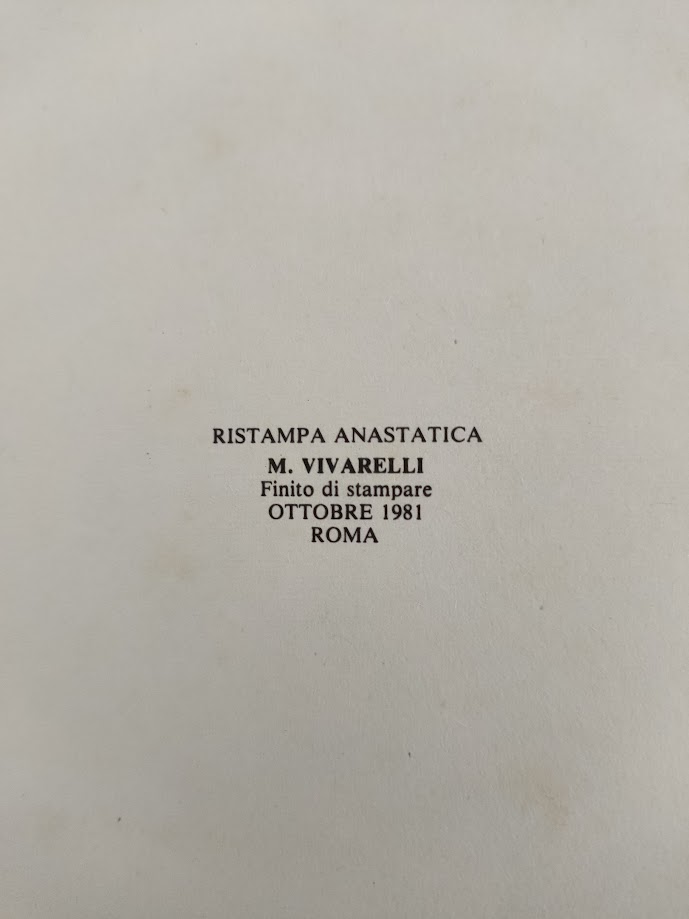 RISTAMPA ANASTATICA
M. VIVARELLI
Finito di stampare
OTTOBRE 1981
ROMA